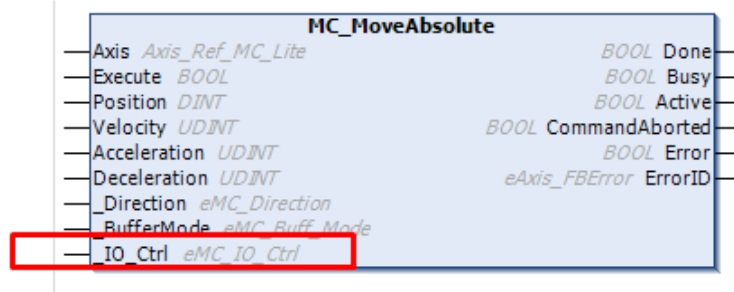 MC_MoveAbsolute
Axis Axis_Ref_MC_Lite BOOL Done
Execute BOOL BOOL Busy
Position DINT BOOL Active
Velocity UDINT BOOL CommandAborted
Acceleration UDINT BOOL Error
Deceleration UDINT eAxis_FBError ErrorID
_Direction eMC_Direction
_BufferMode eMC_Buff_Mode
_IO_Ctrl eMC_IO_Ctrl